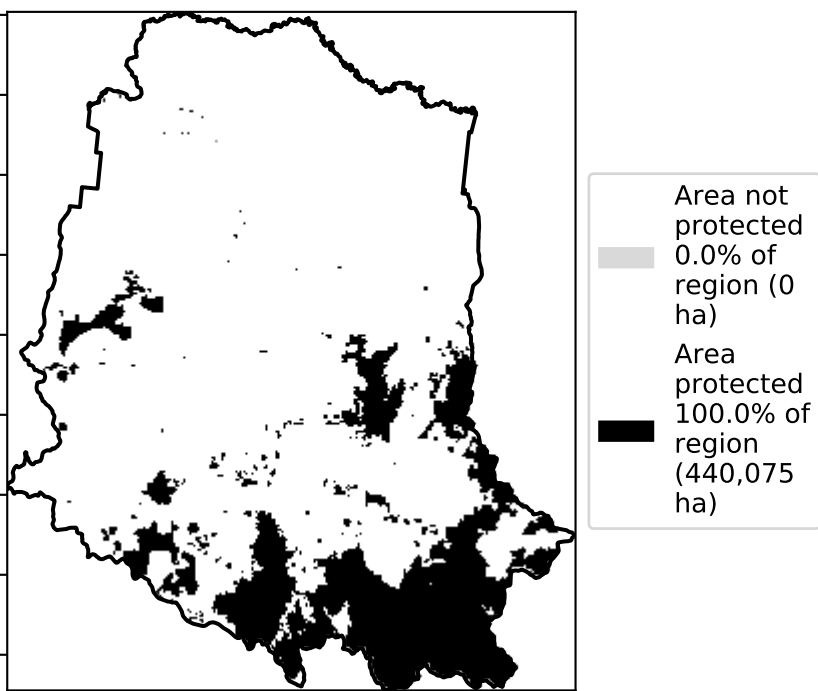 Area not
protected
0.0% of
region (0
ha)
Area
protected
100.0% of
region
(440,075
ha)